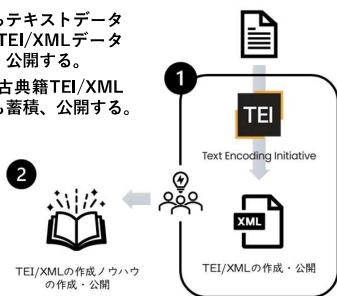 らテキストデータ
TEI/XMLデータ
公開する。
古典籍TEI/XML
も蓄積、公開する。
1
TEI
Text Encoding Initiative
2
XML
TEI/XMLの作成ノウハウ
の作成・公開
TEI/XMLの作成・公開